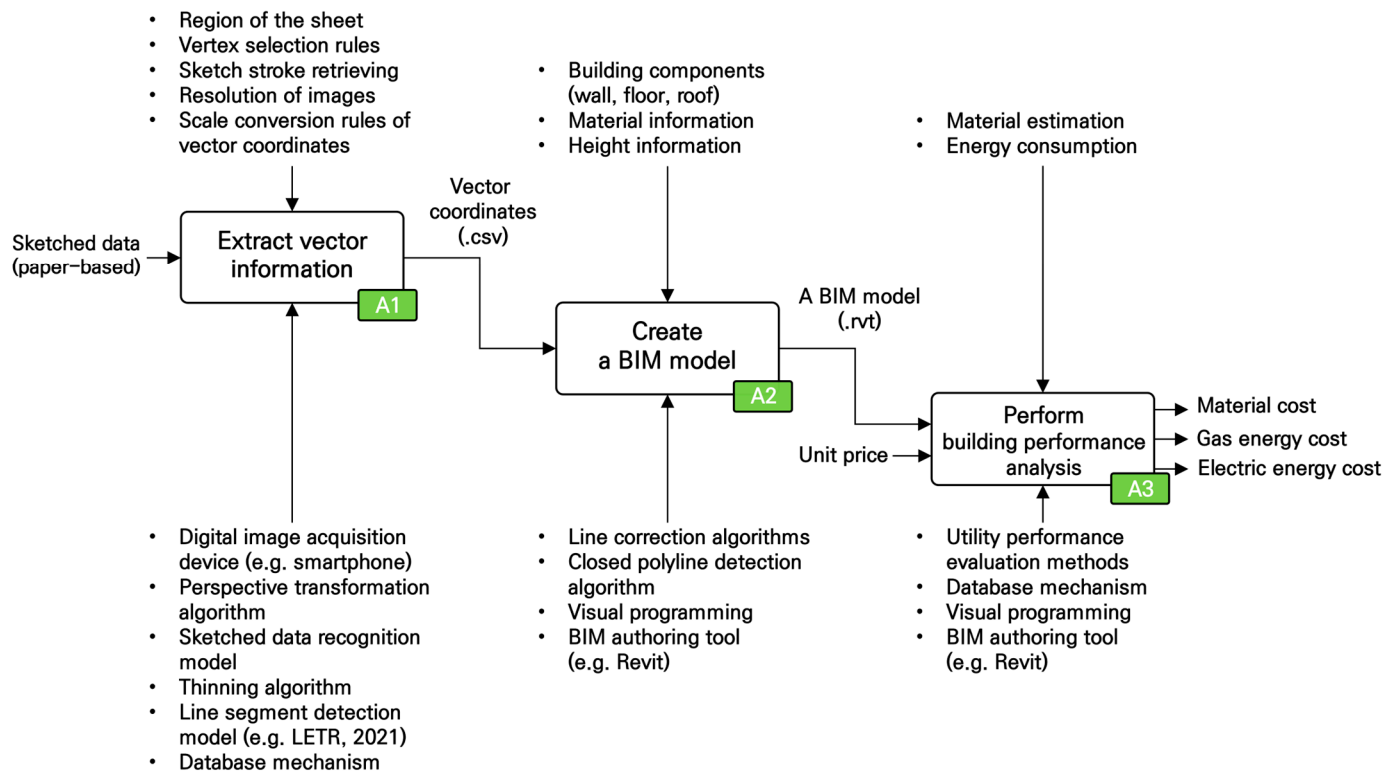 • Region of the sheet
• Vertex selection rules
• Sketch stroke retrieving
• Resolution of images
• Scale conversion rules of
vector coordinates
• Building components
(wall, floor, roof)
• Material information
• Height information
• Material estimation
• Energy consumption
Sketched data
(paper-based)
Extract vector
information
A1
Vector
coordinates
(.csv)
Create
a BIM model
A2
A BIM model
(.rvt)
Unit price
Perform
building performance
analysis
A3
Material cost
Gas energy cost
Electric energy cost
• Digital image acquisition
device (e.g. smartphone)
• Perspective transformation
algorithm
• Sketched data recognition
model
• Thinning algorithm
• Line segment detection
model (e.g. LETR, 2021)
• Database mechanism
• Line correction algorithms
• Closed polyline detection
algorithm
• Visual programming
• BIM authoring tool
(e.g. Revit)
• Utility performance
evaluation methods
• Database mechanism
• Visual programming
• BIM authoring tool
(e.g. Revit)